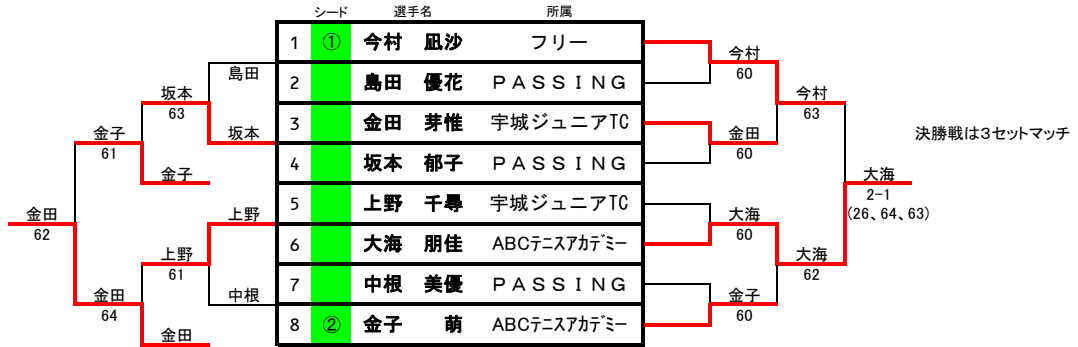 シード 選手名 所属
1 ① 今村 凪沙 フリー
2 島田 優花 ＰＡＳＳＩＮＧ
3 金田 芽惟 宇城ジュニアTC
4 坂本 郁子 ＰＡＳＳＩＮＧ
5 上野 千尋 宇城ジュニアTC
6 大海 朋佳 ABCﾃﾆｽｱｶﾃﾞﾐｰ
7 中根 美優 ＰＡＳＳＩＮＧ
8 ② 金子 萌 ABCﾃﾆｽｱｶﾃﾞﾐｰ
島田
坂本
63
坂本
金子
61
金子
金田
62
上野
上野
61
中根
金田
64
金田
今村
60
今村
63
金田
60
決勝戦は３セットマッチ
大海
2-1
(26、64、63)
大海
60
大海
62
金子
60